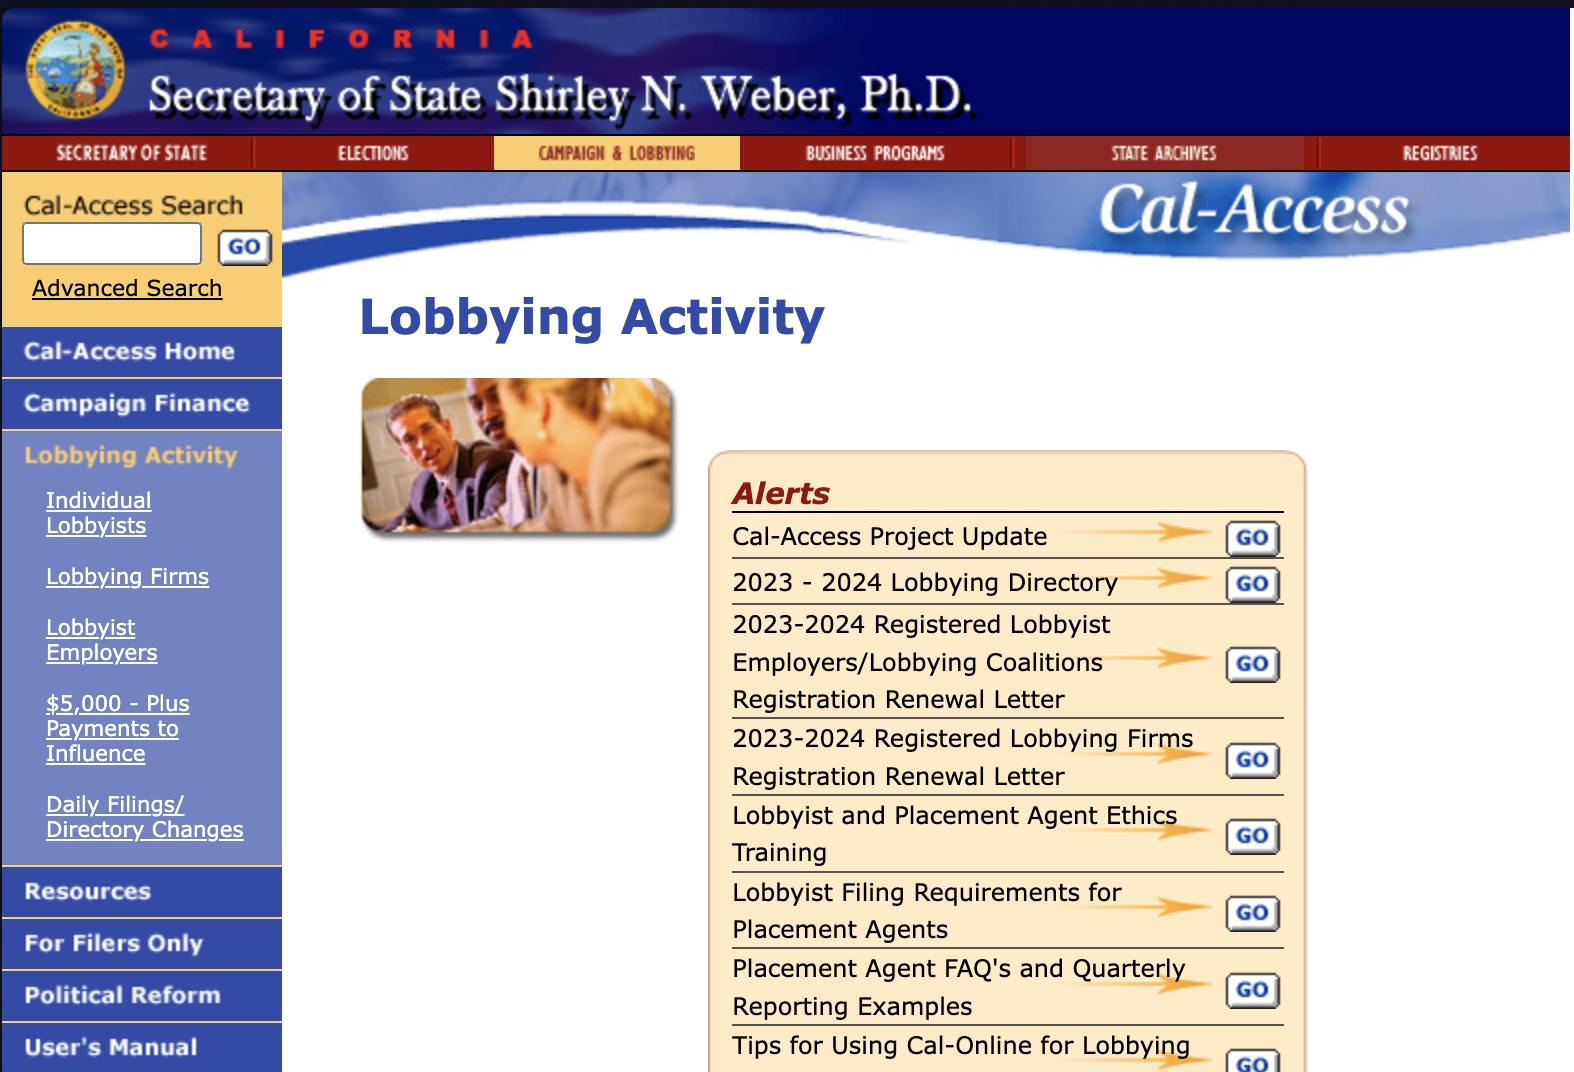 CALIFORNIA
Secretary of State Shirley N. Weber, Ph.D.
SECRETARY OF STATE
ELECTIONS
CAMPAIGN & LOBBYING
BUSINESS PROGRAMS
STATE ARCHIVES
REGISTRIES
Cal-Access
Cal-Access Search
GO
Advanced Search
Cal-Access Home
Campaign Finance
Lobbying Activity
Individual
Lobbyists
Lobbying Firms
Lobbyist
Employers
$5,000 - Plus
Payments to
Influence
Daily Filings/
Directory Changes
Resources
For Filers Only
Political Reform
User's Manual
Lobbying Activity
Alerts
Cal-Access Project Update GO
2023 - 2024 Lobbying Directory GO
2023-2024 Registered Lobbyist
Employers/Lobbying Coalitions GO
Registration Renewal Letter
2023-2024 Registered Lobbying Firms
Registration Renewal Letter GO
Lobbyist and Placement Agent Ethics
Training GO
Lobbyist Filing Requirements for
Placement Agents GO
Placement Agent FAQ's and Quarterly
Reporting Examples GO
Tips for Using Cal-Online for Lobbying
GO